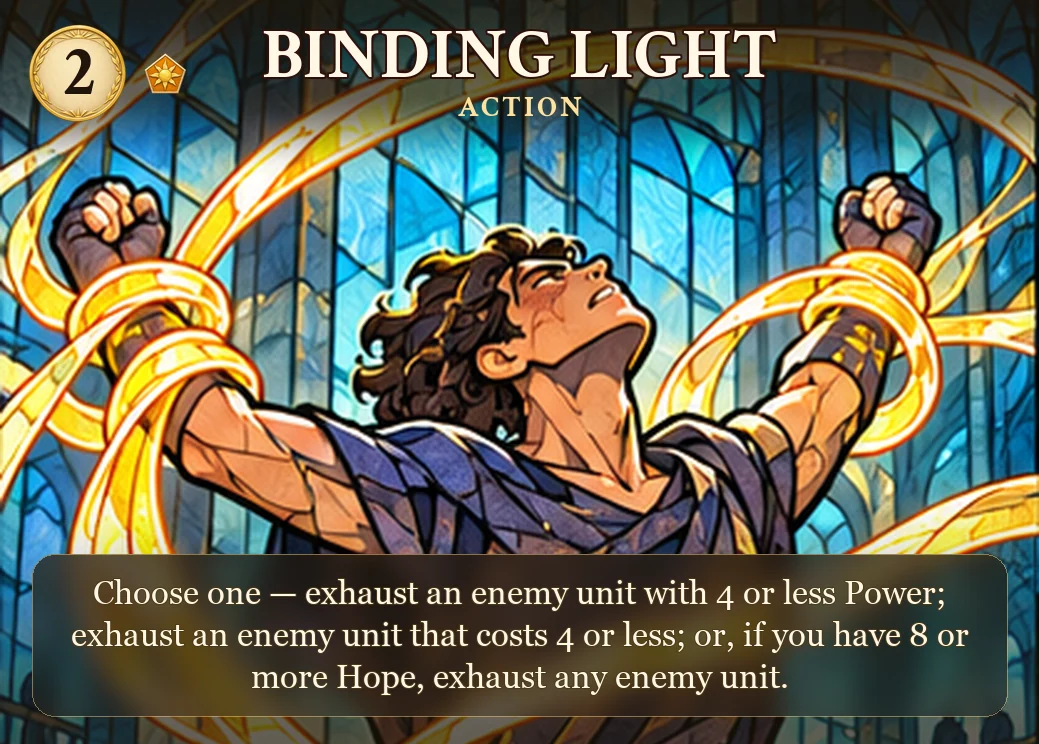 2
BINDING LIGHT
ACTION
Choose one — exhaust an enemy unit with 4 or less Power;
exhaust an enemy unit that costs 4 or less; or, if you have 8 or
more Hope, exhaust any enemy unit.